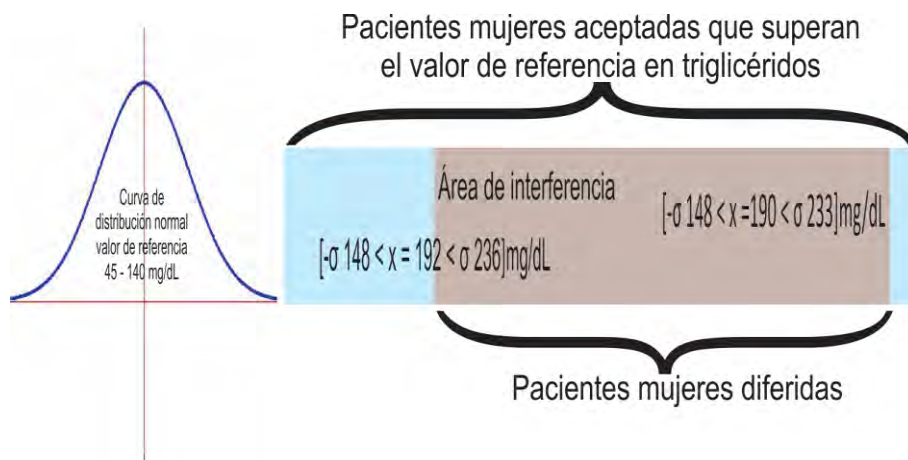 Pacientes mujeres aceptadas que superan
el valor de referencia en triglicéridos
Curva de
distribución normal
valor de referencia
45 - 140 mg/dL
Área de interferencia
[-σ 148 < x =190 < σ 233]mg/dL
[-σ 148 < x = 192 < σ 236]mg/dL
Pacientes mujeres diferidas